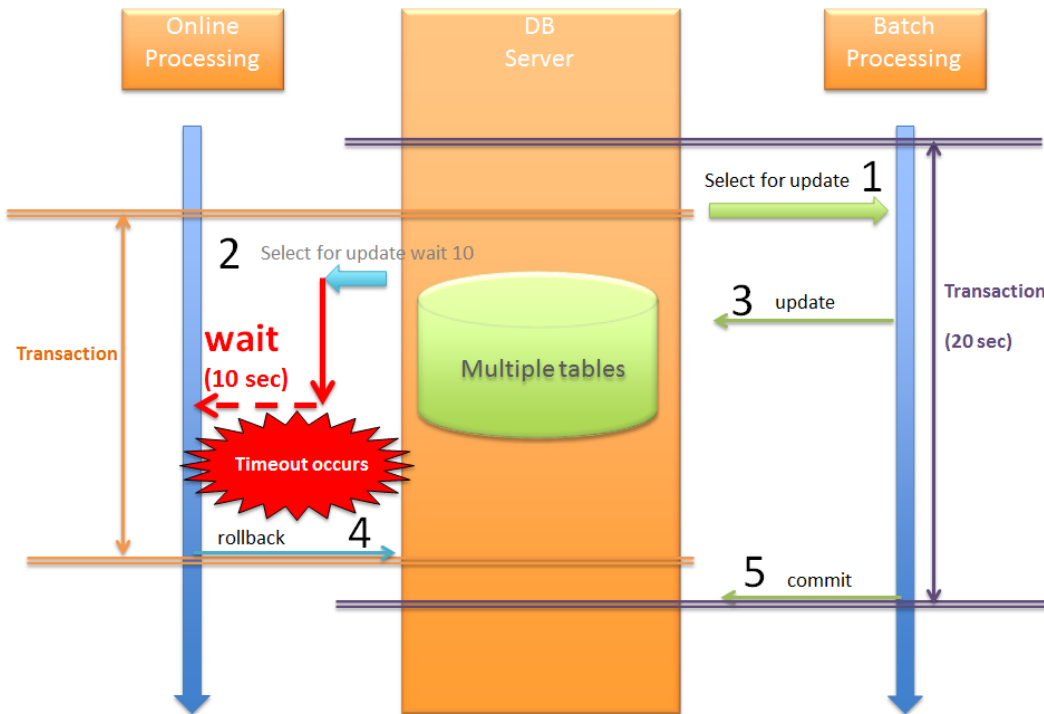 Online
Processing
DB
Server
Batch
Processing
Select for update 1
2 Select for update wait 10
3 update
Transaction
(20 sec)
wait
(10 sec)
Transaction
Multiple tables
Timeout occurs
rollback 4
5 commit